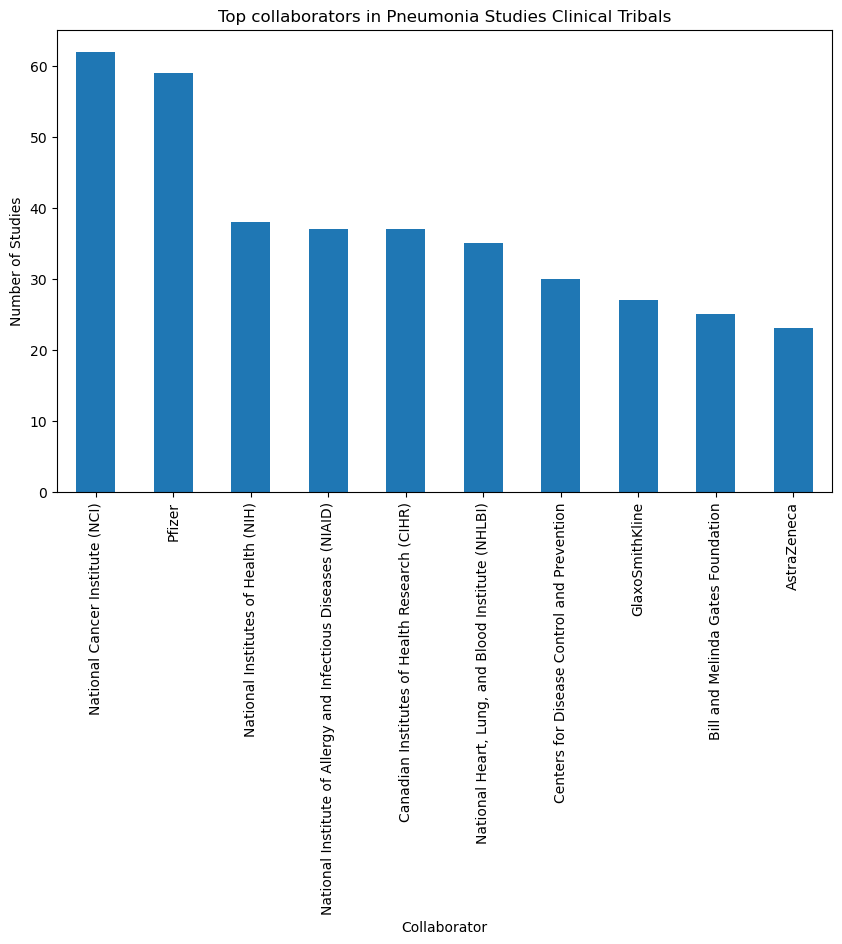 Top collaborators in Pneumonia Studies Clinical Tribals
Number of Studies
60
50
40
30
20
10
0
National Cancer Institute (NCI)
Pfizer
National Institutes of Health (NIH)
National Institute of Allergy and Infectious Diseases (NIAID)
Canadian Institutes of Health Research (CIHR)
National Heart, Lung, and Blood Institute (NHLBI)
Centers for Disease Control and Prevention
GlaxoSmithKline
Bill and Melinda Gates Foundation
AstraZeneca
Collaborator